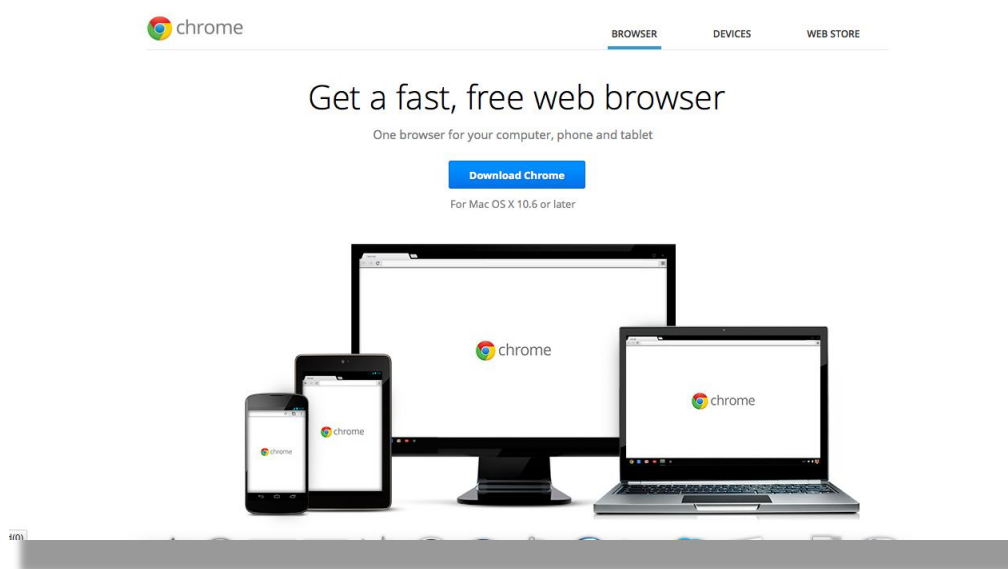 chrome
BROWSER
DEVICES
WEB STORE
Get a fast, free web browser
One browser for your computer, phone and tablet
Download Chrome
For Mac OS X 10.6 or later
chrome
chrome
chrome
chrome